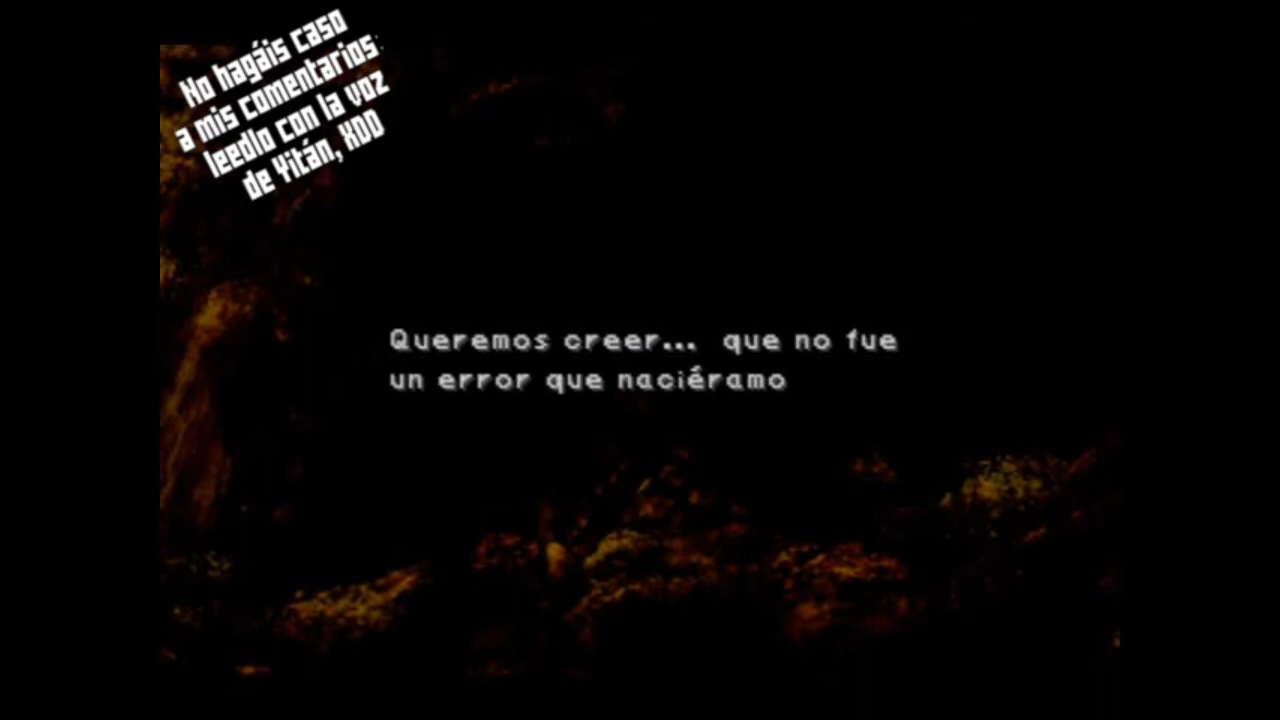 No hagáis caso
a mis comentarios
leedlo con la voz
de Yitán, XDD
Queremos creer... que no fue
un error que naciéramo